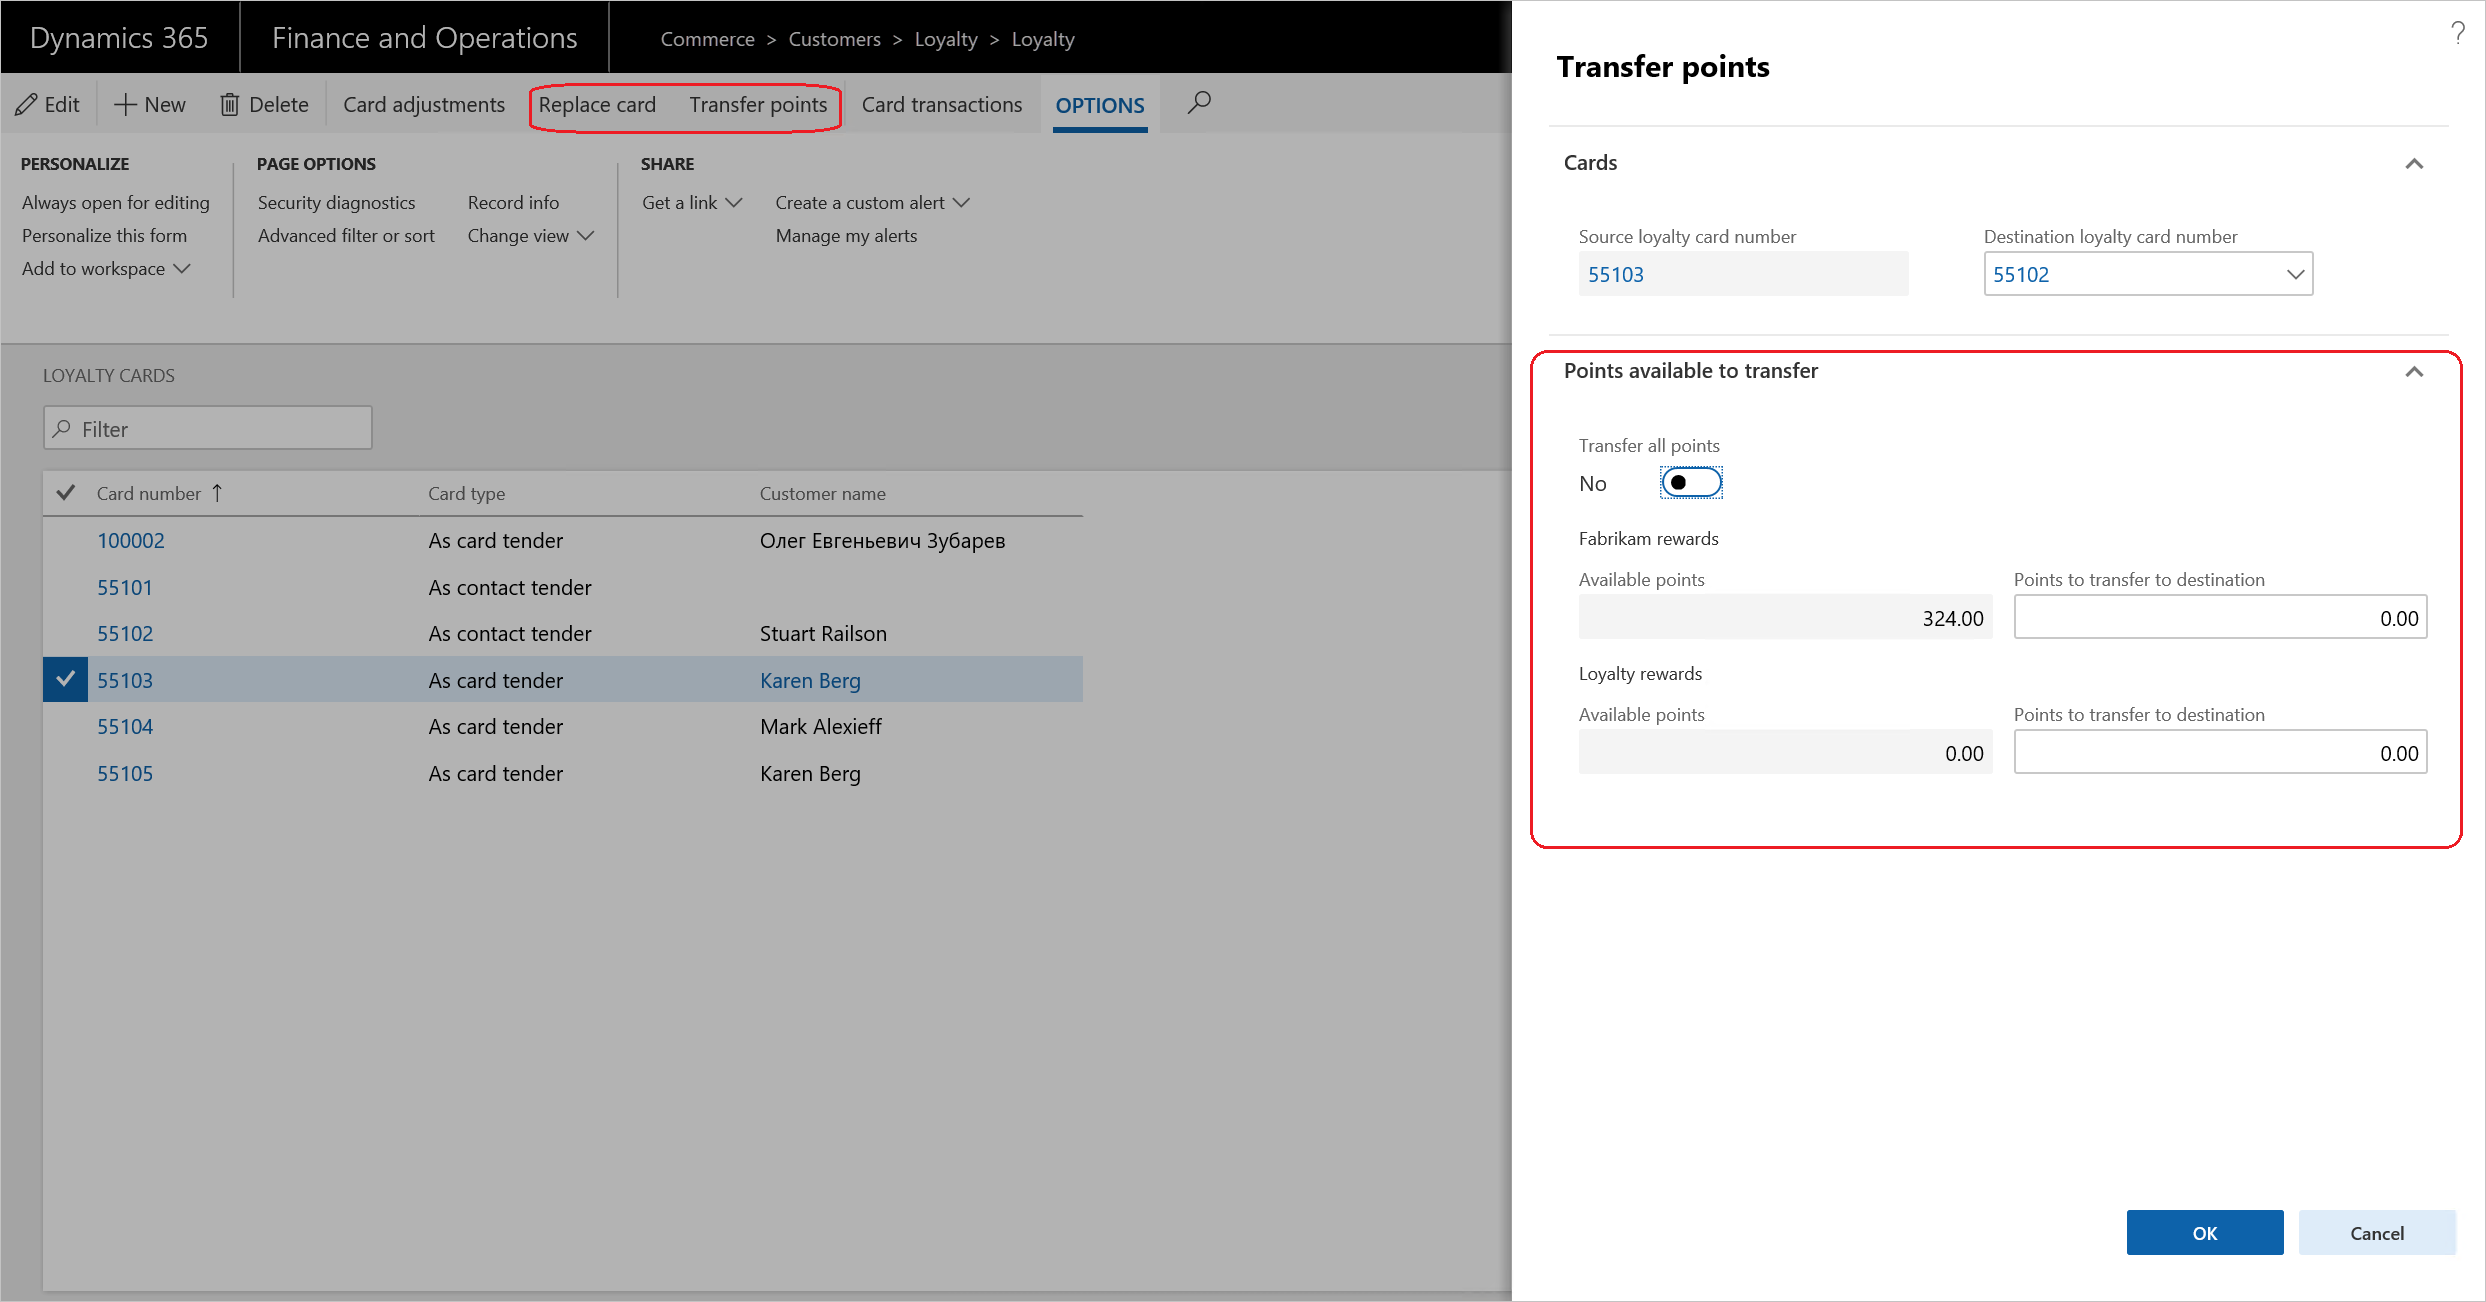 Dynamics 365 Finance and Operations Commerce > Customers > Loyalty > Loyalty
Edit New Delete Card adjustments Replace card Transfer points Card transactions OPTIONS
PERSONALIZE
Always open for editing
Personalize this form
Add to workspace
PAGE OPTIONS
Security diagnostics Record info
Advanced filter or sort Change view
SHARE
Get a link Create a custom alert
Manage my alerts
LOYALTY CARDS
Filter
Card number ↑ Card type Customer name
100002 As card tender Олег Евгеньевич Зубарев
55101 As contact tender
55102 As contact tender Stuart Railson
55103 As card tender Karen Berg
55104 As card tender Mark Alexieff
55105 As card tender Karen Berg
?
Transfer points
Cards
Source loyalty card number Destination loyalty card number
55103 55102
Points available to transfer
Transfer all points
No
Fabrikam rewards
Available points Points to transfer to destination
324.00 0.00
Loyalty rewards
Available points Points to transfer to destination
0.00 0.00
OK Cancel